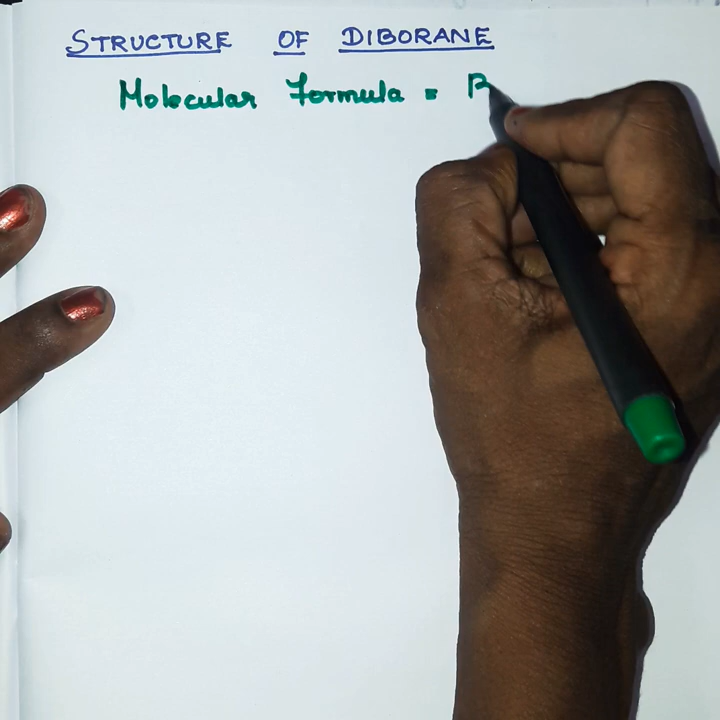 STRUCTURE OF DIBORANE
Molecular Formula = B